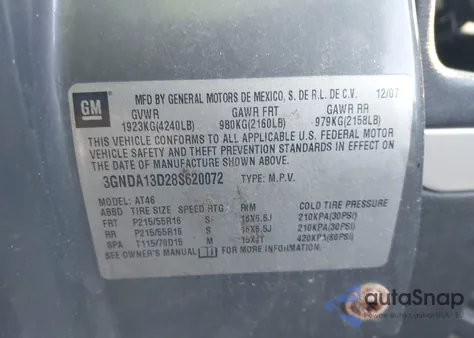 GM
MFD BY GENERAL MOTORS DE MEXICO, S. DE R.L. DE C.V. 12/07
GVWR GAWR FRT GAWR RR
1923KG(4240LB) 980KG(2160LB) 979KG(2158LB)
THIS VEHICLE CONFORMS TO ALL APPLICABLE U.S. FEDERAL MOTOR
VEHICLE SAFETY AND THEFT PREVENTION STANDARDS IN EFFECT ON
THE DATE OF MANUFACTURE SHOWN ABOVE.
3GNDA13D28S620072 TYPE: M.P.V.
MODEL: AT46
ABBD TIRE SIZE SPEED RTG RIM COLD TIRE PRESSURE
FRT P215/55R16 S 16X6.5J 210KPA(30PSI)
RR P215/55R16 S 16X6.5J 210KPA(30PSI)
SPA T115/70D15 M 420KPA(60PSI)
SEE OWNER'S MANUAL FOR MORE INFORMATION
autoSnap